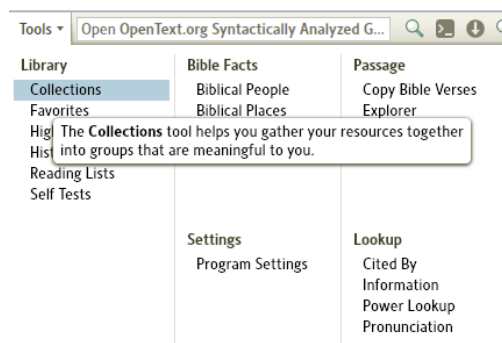 Tools
Open OpenText.org Syntactically Analyzed G...
Library
Collections
Favorites
Hig
Hist
Reading Lists
Self Tests
The Collections tool helps you gather your resources together
into groups that are meaningful to you.
Bible Facts
Biblical People
Biblical Places
Passage
Copy Bible Verses
Explorer
Settings
Program Settings
Lookup
Cited By
Information
Power Lookup
Pronunciation